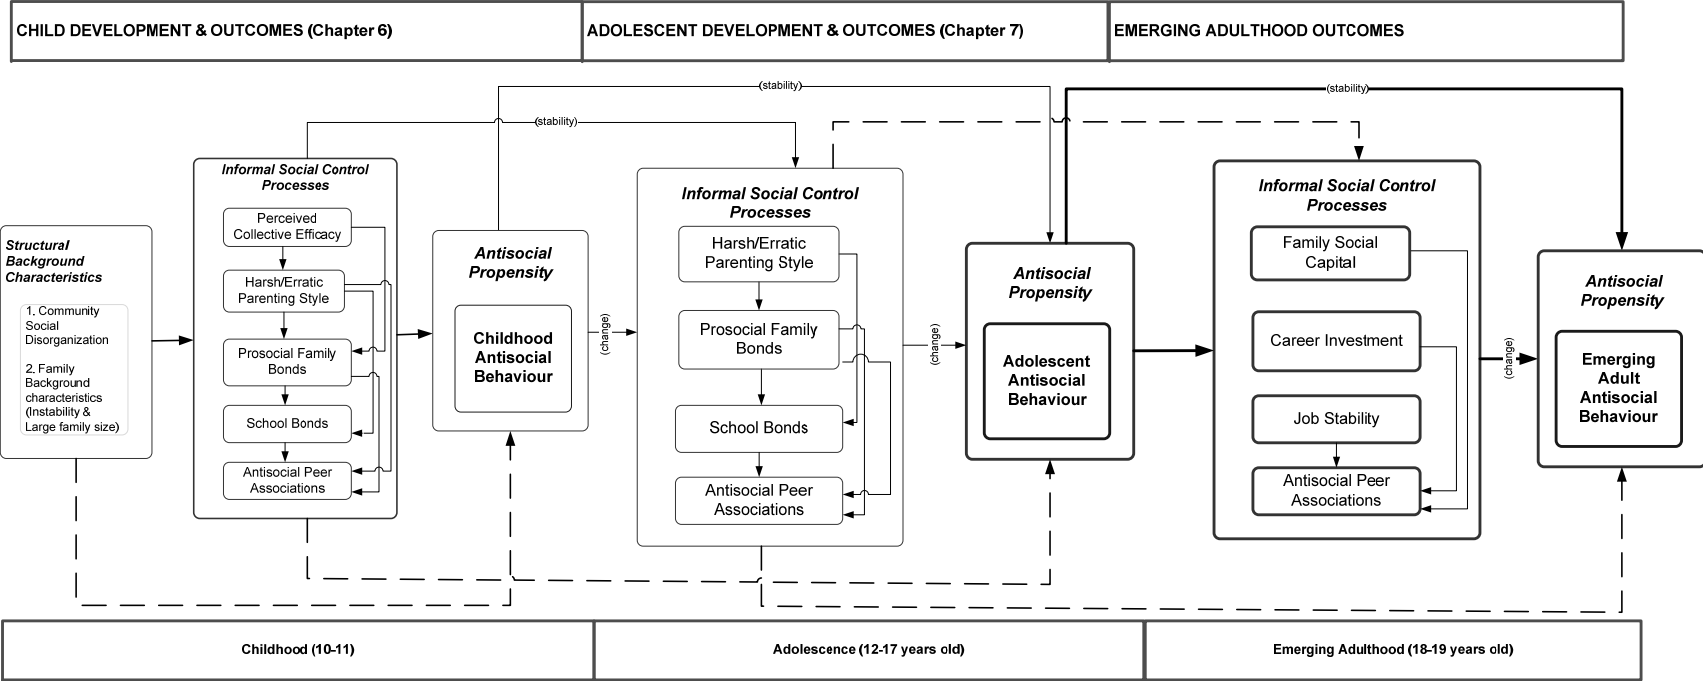 CHILD DEVELOPMENT & OUTCOMES (Chapter 6)
ADOLESCENT DEVELOPMENT & OUTCOMES (Chapter 7)
EMERGING ADULTHOOD OUTCOMES
(stability)
(stability)
(stability)
Structural
Background
Characteristics
1. Community
Social
Disorganization
2. Family
Background
characteristics
(Instability &
Large family size)
Informal Social Control
Processes
Perceived
Collective Efficacy
Harsh/Erratic
Parenting Style
Prosocial Family
Bonds
School Bonds
Antisocial Peer
Associations
Antisocial
Propensity
Childhood
Antisocial
Behaviour
(change)
Informal Social Control
Processes
Harsh/Erratic
Parenting Style
Prosocial Family
Bonds
School Bonds
Antisocial Peer
Associations
(change)
Antisocial
Propensity
Adolescent
Antisocial
Behaviour
Informal Social Control
Processes
Family Social
Capital
Career Investment
Job Stability
Antisocial Peer
Associations
(change)
Antisocial
Propensity
Emerging
Adult
Antisocial
Behaviour
Childhood (10-11)
Adolescence (12-17 years old)
Emerging Adulthood (18-19 years old)